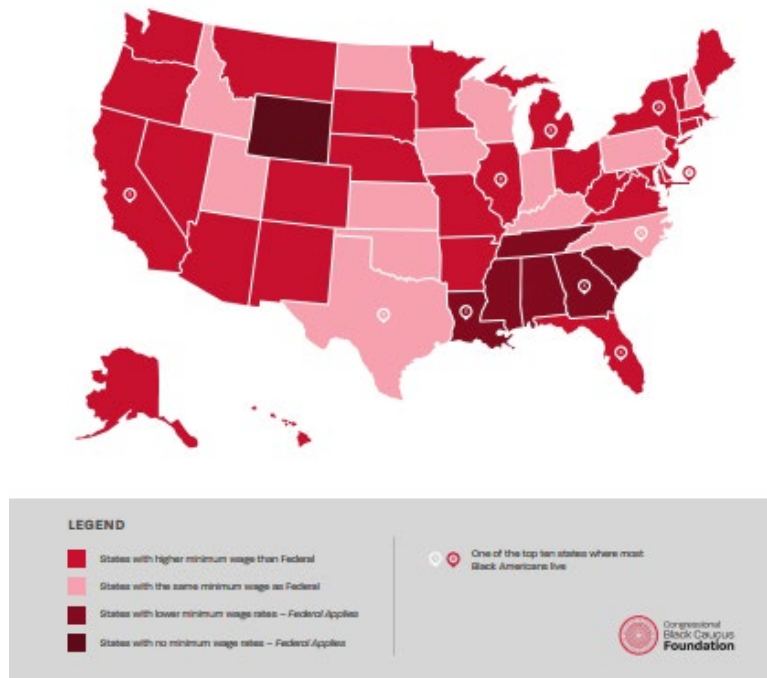 LEGEND
States with higher minimum wage than Federal
States with the same minimum wage as Federal
States with lower minimum wage rates – Federal Applies
States with no minimum wage rates – Federal Applies
One of the top ten states where most
Black Americans live
Congressional
Black Caucus
Foundation